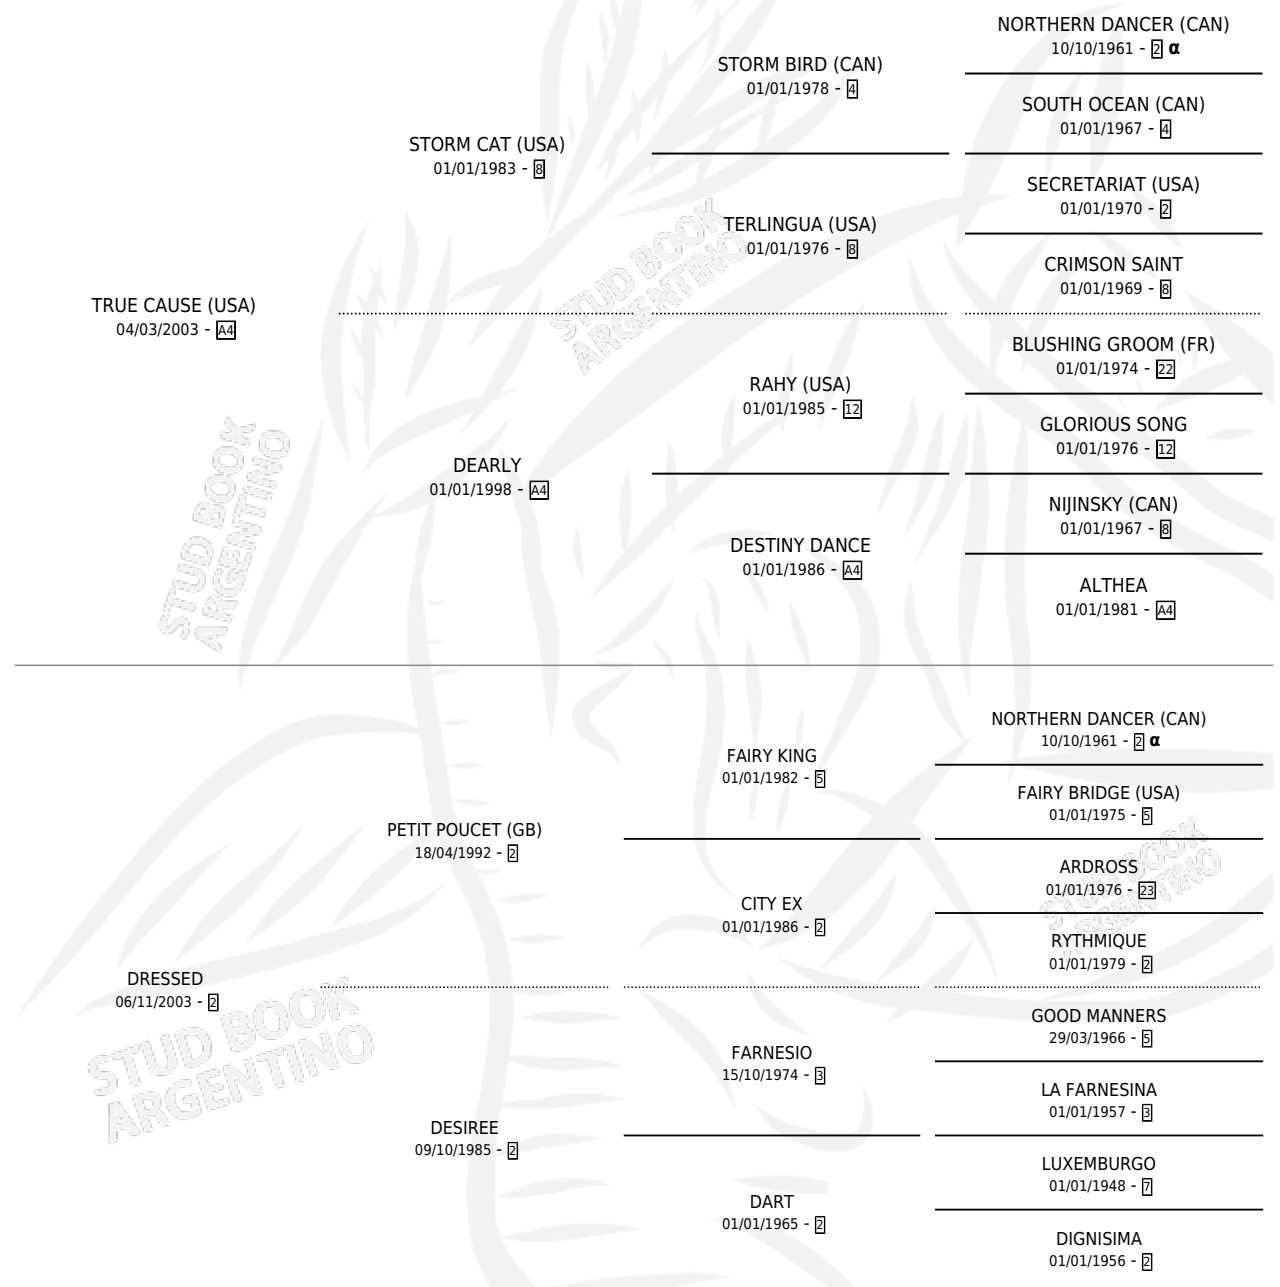 NORTHERN DANCER (CAN)
10/10/1961 - 2 α
STORM BIRD (CAN)
01/01/1978 - 4
SOUTH OCEAN (CAN)
01/01/1967 - 4
STORM CAT (USA)
01/01/1983 - 8
SECRETARIAT (USA)
01/01/1970 - 2
TERLINGUA (USA)
01/01/1976 - 8
CRIMSON SAINT
01/01/1969 - 8
TRUE CAUSE (USA)
04/03/2003 - A4
BLUSHING GROOM (FR)
01/01/1974 - 22
RAHY (USA)
01/01/1985 - 12
GLORIOUS SONG
01/01/1976 - 12
DEARLY
01/01/1998 - A4
NIJINSKY (CAN)
01/01/1967 - 8
DESTINY DANCE
01/01/1986 - A4
ALTHEA
01/01/1981 - A4
NORTHERN DANCER (CAN)
10/10/1961 - 2 α
FAIRY KING
01/01/1982 - 5
FAIRY BRIDGE (USA)
01/01/1975 - 5
PETIT POUCET (GB)
18/04/1992 - 2
ARDROSS
01/01/1976 - 23
CITY EX
01/01/1986 - 2
RYTHMIQUE
01/01/1979 - 2
DRESSED
06/11/2003 - 2
GOOD MANNERS
29/03/1966 - 5
FARNESIO
15/10/1974 - 3
LA FARNESINA
01/01/1957 - 3
DESIREE
09/10/1985 - 2
LUXEMBURGO
01/01/1948 - 7
DART
01/01/1965 - 2
DIGNISIMA
01/01/1956 - 2
STUD BOOK
ARGENTINO
STUD BOOK
ARGENTINO
STUD BOOK
ARGENTINO
STUD BOOK
ARGENTINO